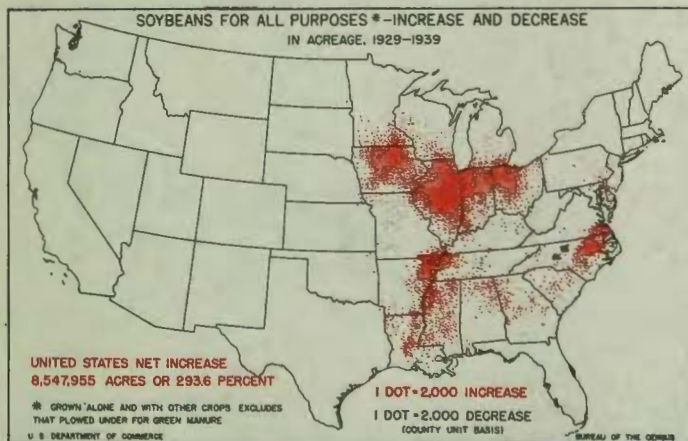 SOYBEANS FOR ALL PURPOSES*-INCREASE AND DECREASE
IN ACREAGE, 1929-1939
UNITED STATES NET INCREASE
8,547,955 ACRES OR 293.6 PERCENT
* GROWN ALONE AND WITH OTHER CROPS EXCLUDES
THAT PLOWED UNDER FOR GREEN MANURE
U S DEPARTMENT OF COMMERCE
1 DOT=2,000 INCREASE
1 DOT=2,000 DECREASE
(COUNTY UNIT BASIS)
BUREAU OF THE CENSUS